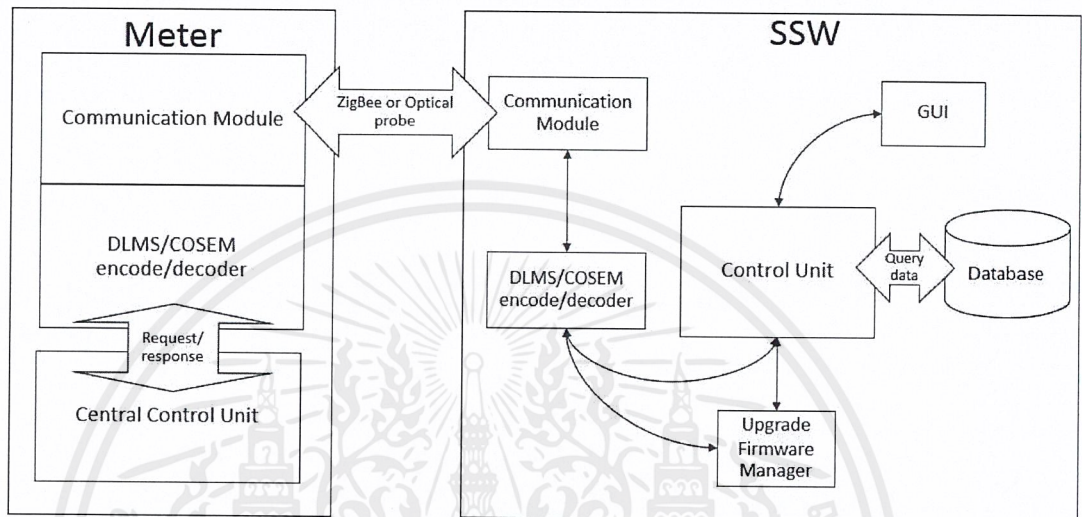 Meter
Communication Module
DLMS/COSEM
encode/decoder
Request/
response
Central Control Unit
ZigBee or Optical
probe
SSW
Communication
Module
DLMS/COSEM
encode/decoder
GUI
Control Unit
Query
data
Database
Upgrade
Firmware
Manager